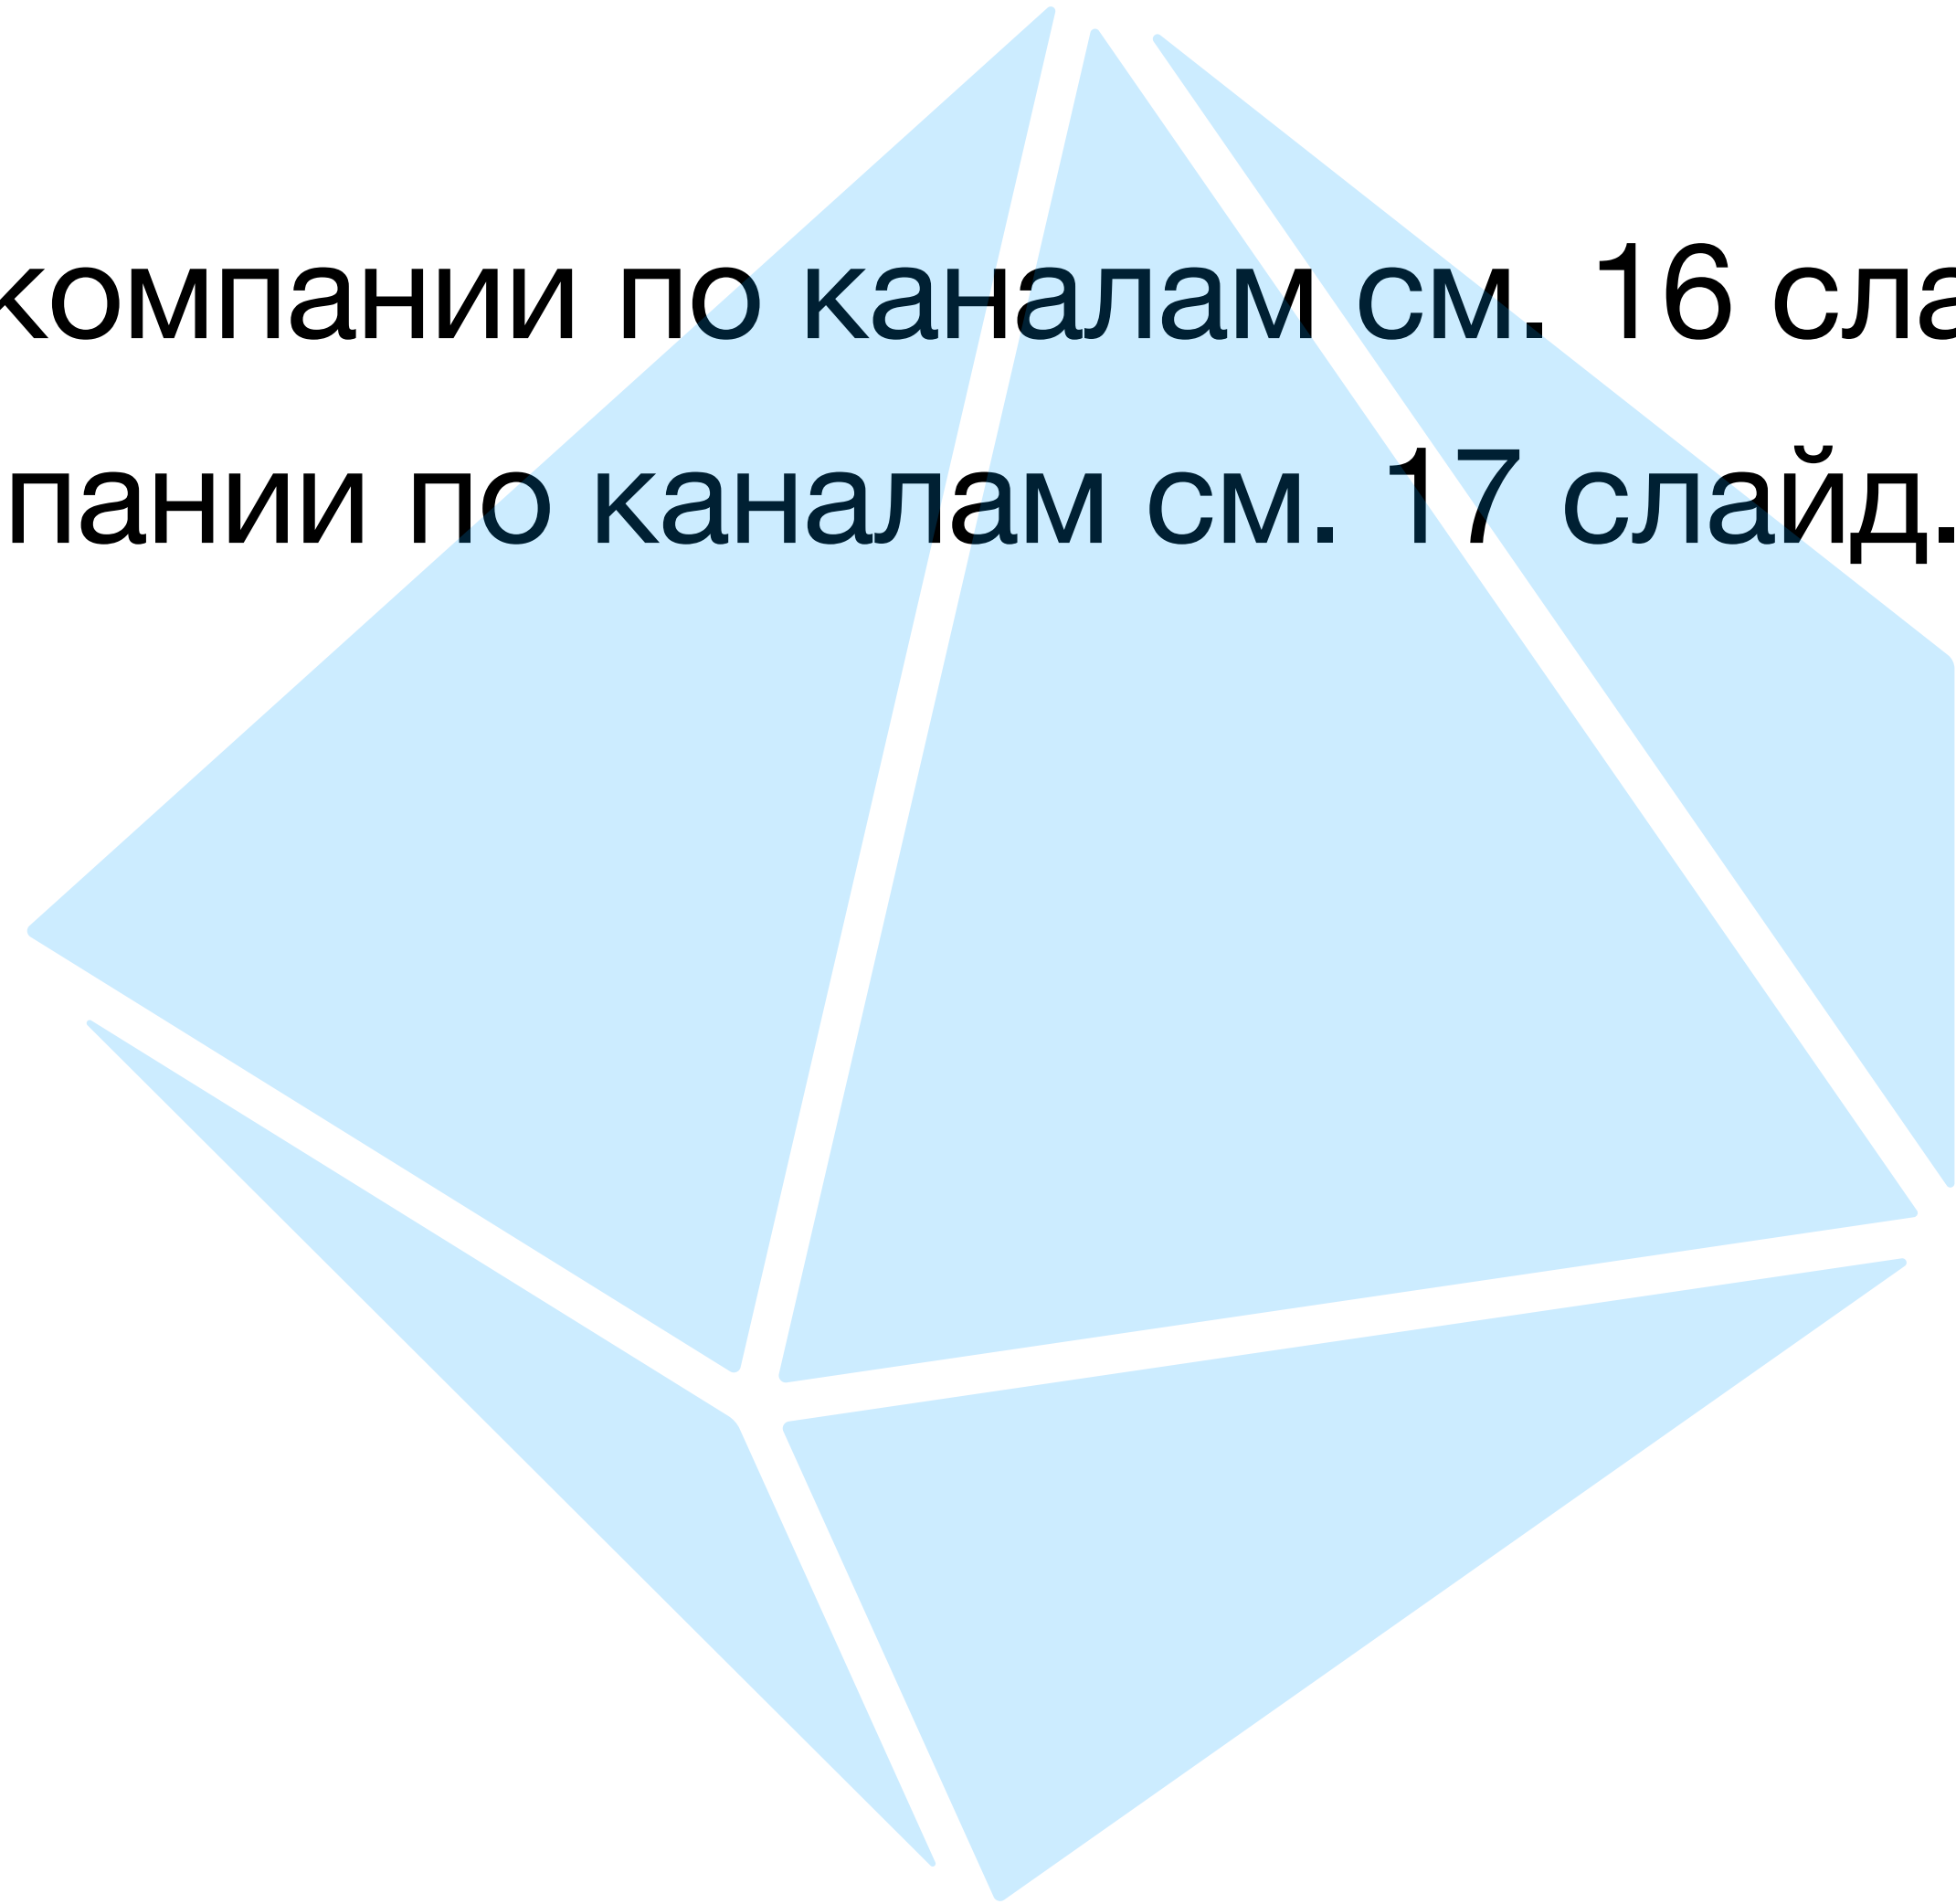 компании по каналам см. 16 сла
пании по каналам см. 17 слайд.